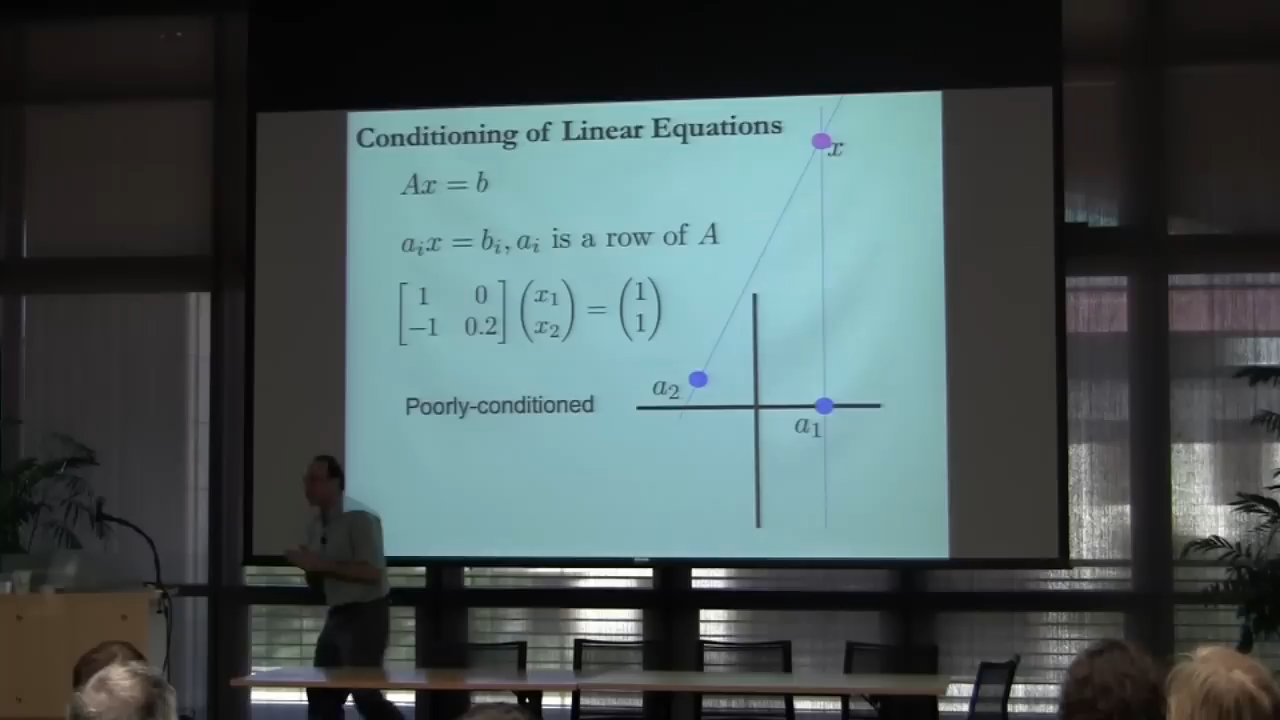 Conditioning of Linear Equations
Ax = b
a_i x = b_i, a_i is a row of A
[1 0; −1 0.2] (x_1; x_2) = (1; 1)
Poorly-conditioned
x
a_2
a_1